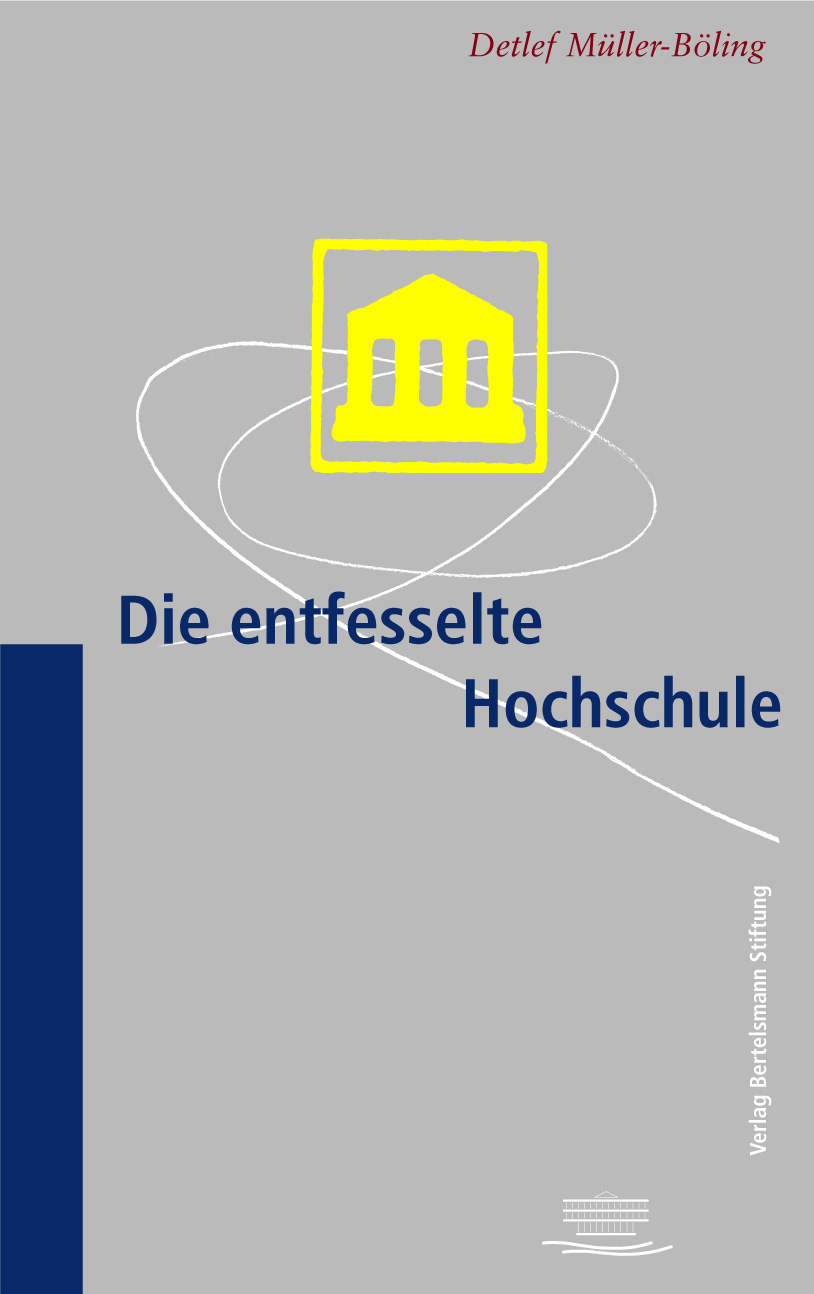 Detlef Müller-Böling
Die entfesselte
Hochschule
Verlag Bertelsmann Stiftung